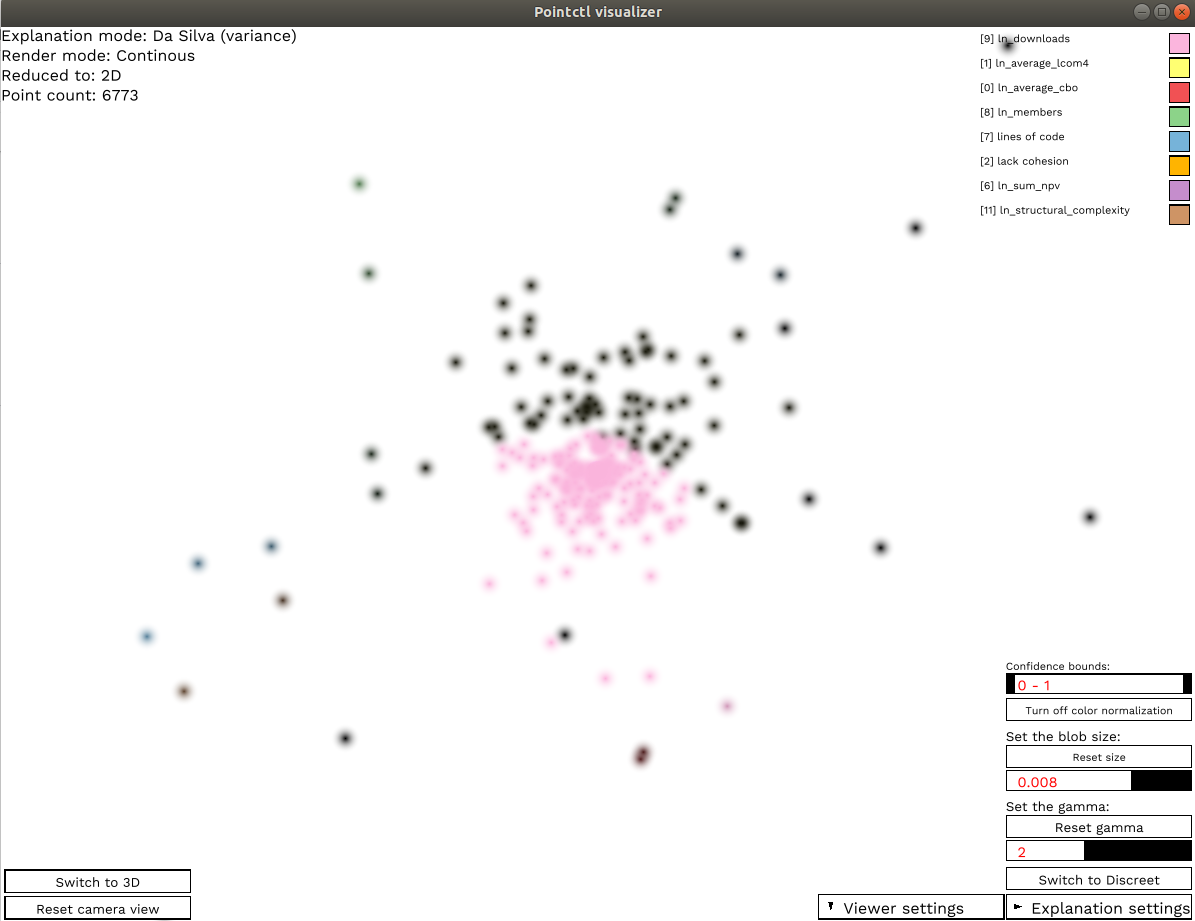 Pointctl visualizer
Explanation mode: Da Silva (variance)
Render mode: Continous
Reduced to: 2D
Point count: 6773
[9] ln_downloads
[1] ln_average_lcom4
[0] ln_average_cbo
[8] ln_members
[7] lines of code
[2] lack cohesion
[6] ln_sum_npv
[11] ln_structural_complexity
Confidence bounds:
0 - 1
Turn off color normalization
Set the blob size:
Reset size
0.008
Set the gamma:
Reset gamma
2
Switch to Discreet
Switch to 3D
Reset camera view
Viewer settings
Explanation settings